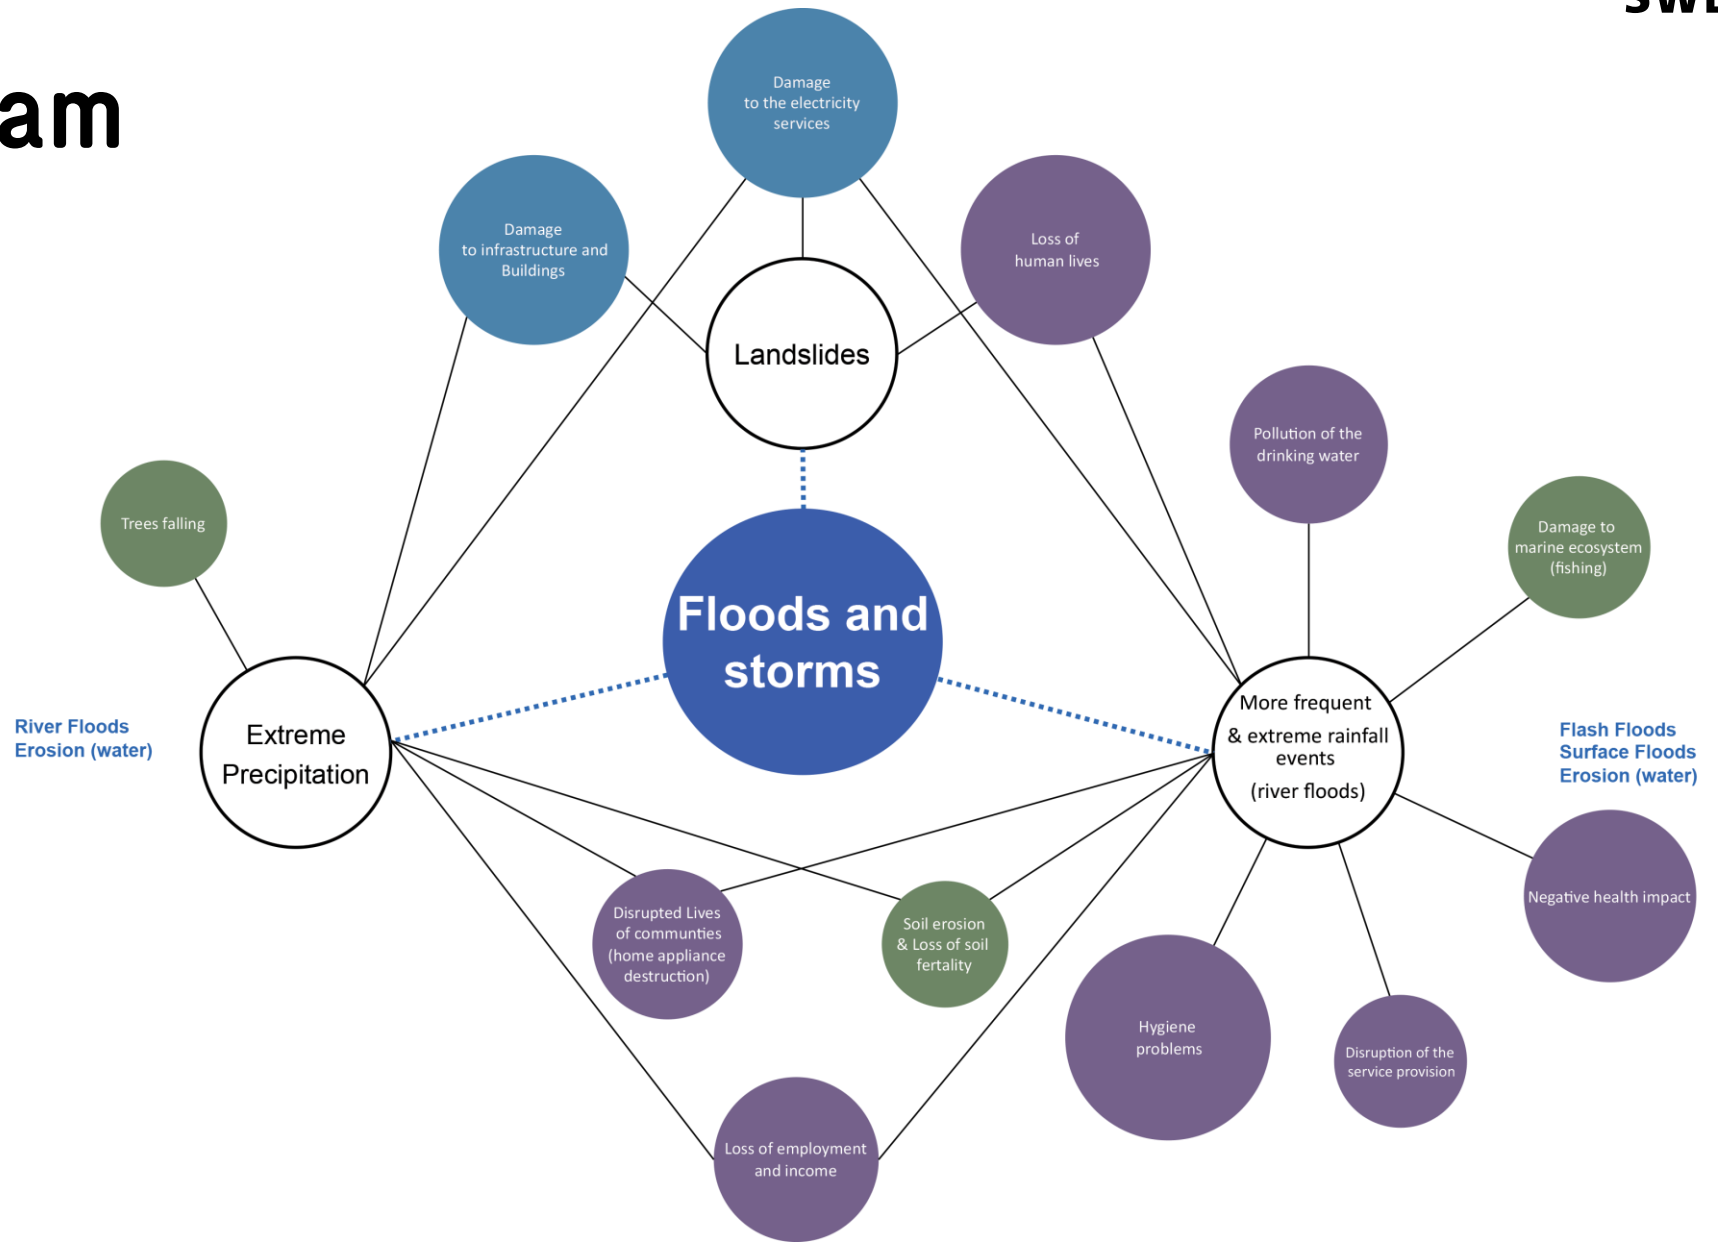 am
Damage
to the electricity
services
Damage
to infrastructure and
Buildings
Loss of
human lives
Landslides
Pollution of the
drinking water
Trees falling
Damage to
marine ecosystem
(fishing)
Floods and
storms
River Floods
Erosion (water)
Extreme
Precipitation
More frequent
& extreme rainfall
events
(river floods)
Flash Floods
Surface Floods
Erosion (water)
Disrupted Lives
of communties
(home appliance
destruction)
Soil erosion
& Loss of soil
fertality
Negative health impact
Hygiene
problems
Disruption of the
service provision
Loss of employment
and income